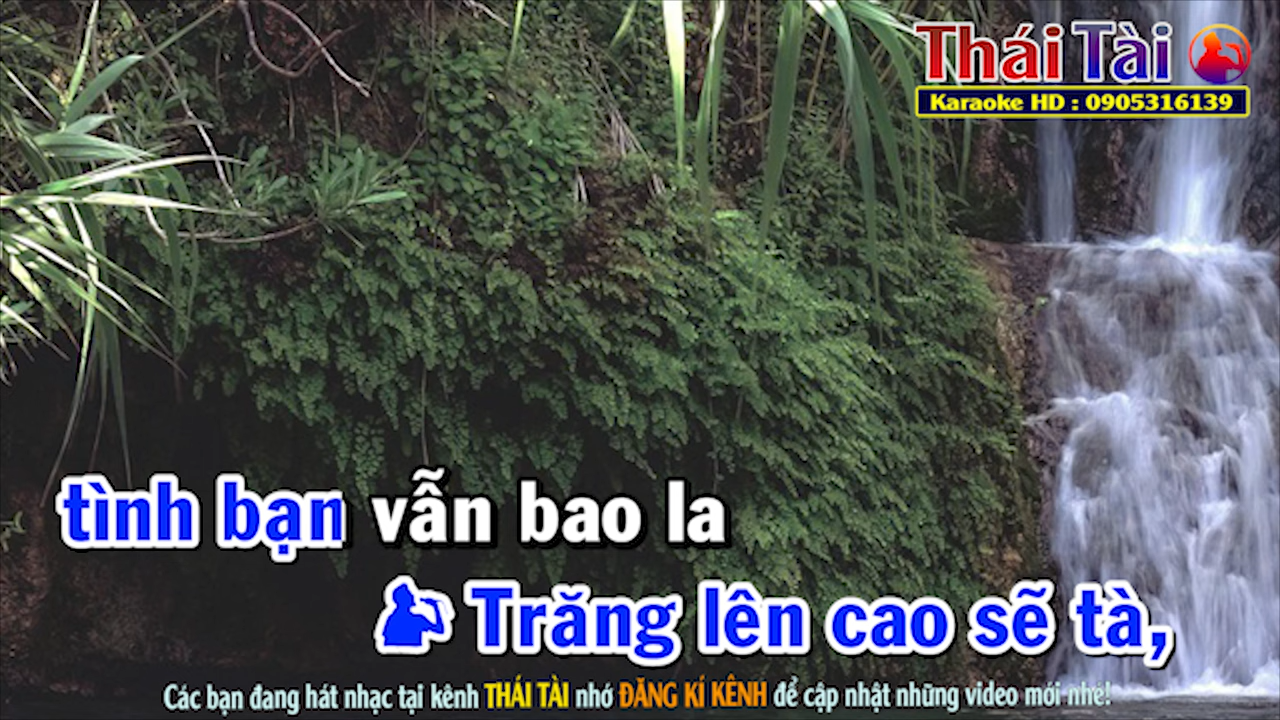 Thái Tài
Karaoke HD : 0905316139
tình bạn vẫn bao la
Trăng lên cao sẽ tà,
Các bạn đang hát nhạc tại kênh THÁI TÀI nhớ ĐĂNG KÍ KÊNH để cập nhật những video mới nhé!